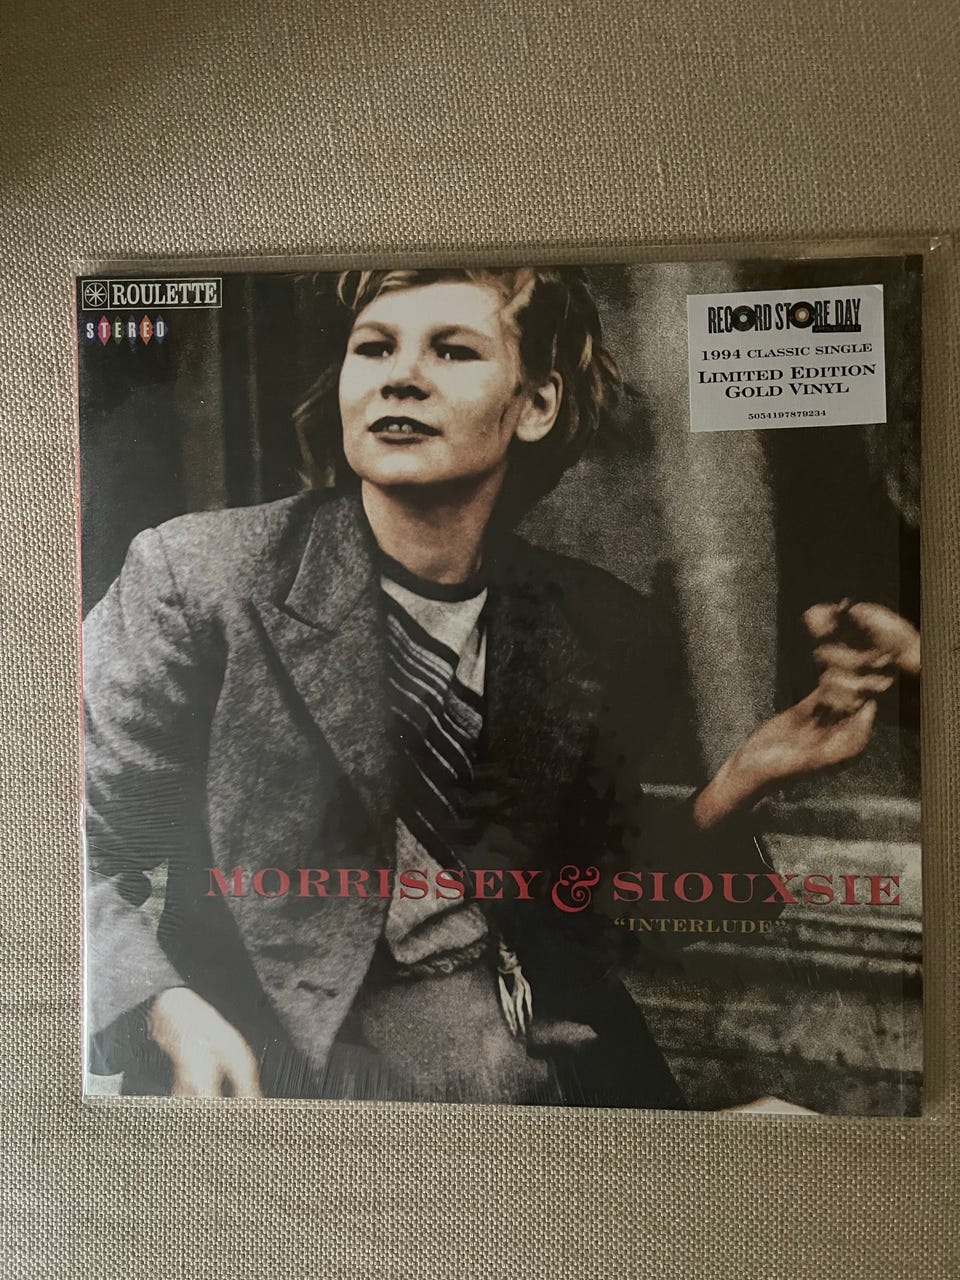 ROULETTE
STEREO
RECORD STORE DAY
1994 CLASSIC SINGLE
LIMITED EDITION
GOLD VINYL
5054197879234
MORRISSEY & SIOUXSIE
“INTERLUDE”